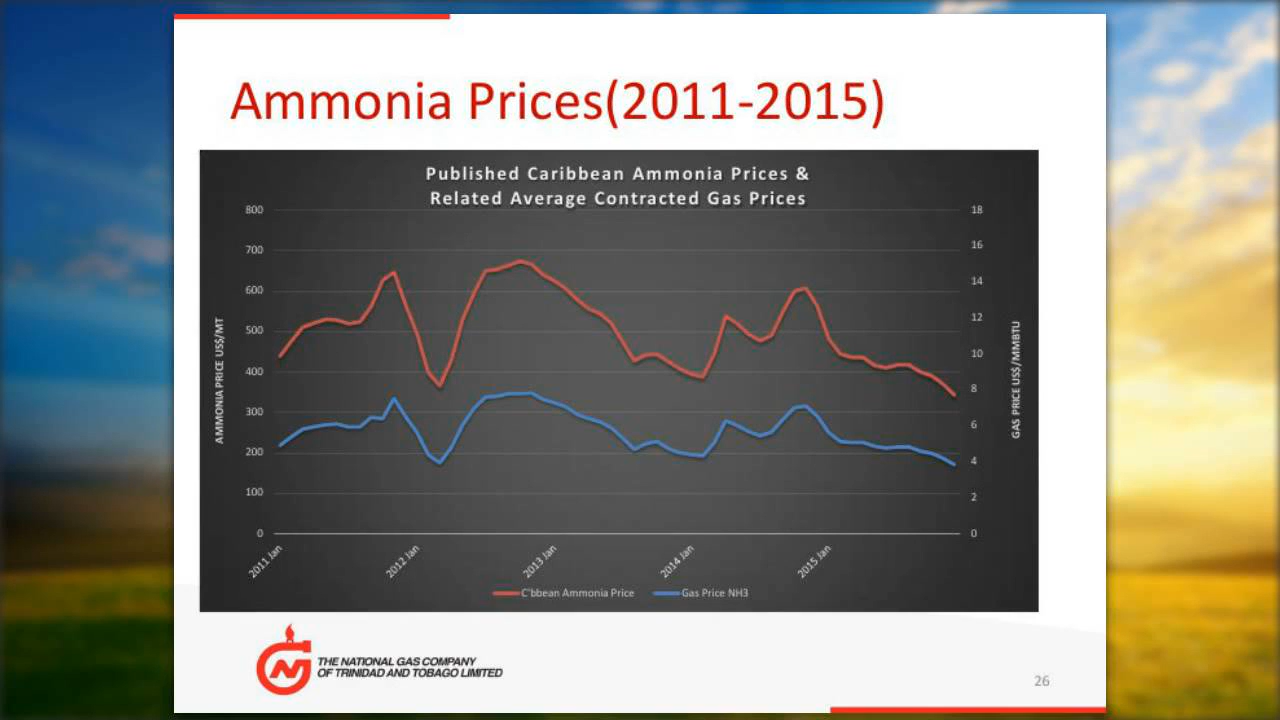 Ammonia Prices(2011-2015)
Published Caribbean Ammonia Prices &
Related Average Contracted Gas Prices
800
700
600
500
400
300
200
100
0
AMMONIA PRICE US$/MT
18
16
14
12
10
8
6
4
2
0
GAS PRICE US$/MMBTU
2011 Jan
2012 Jan
2013 Jan
2014 Jan
2015 Jan
C'bbean Ammonia Price
Gas Price NH3
THE NATIONAL GAS COMPANY
OF TRINIDAD AND TOBAGO LIMITED
26